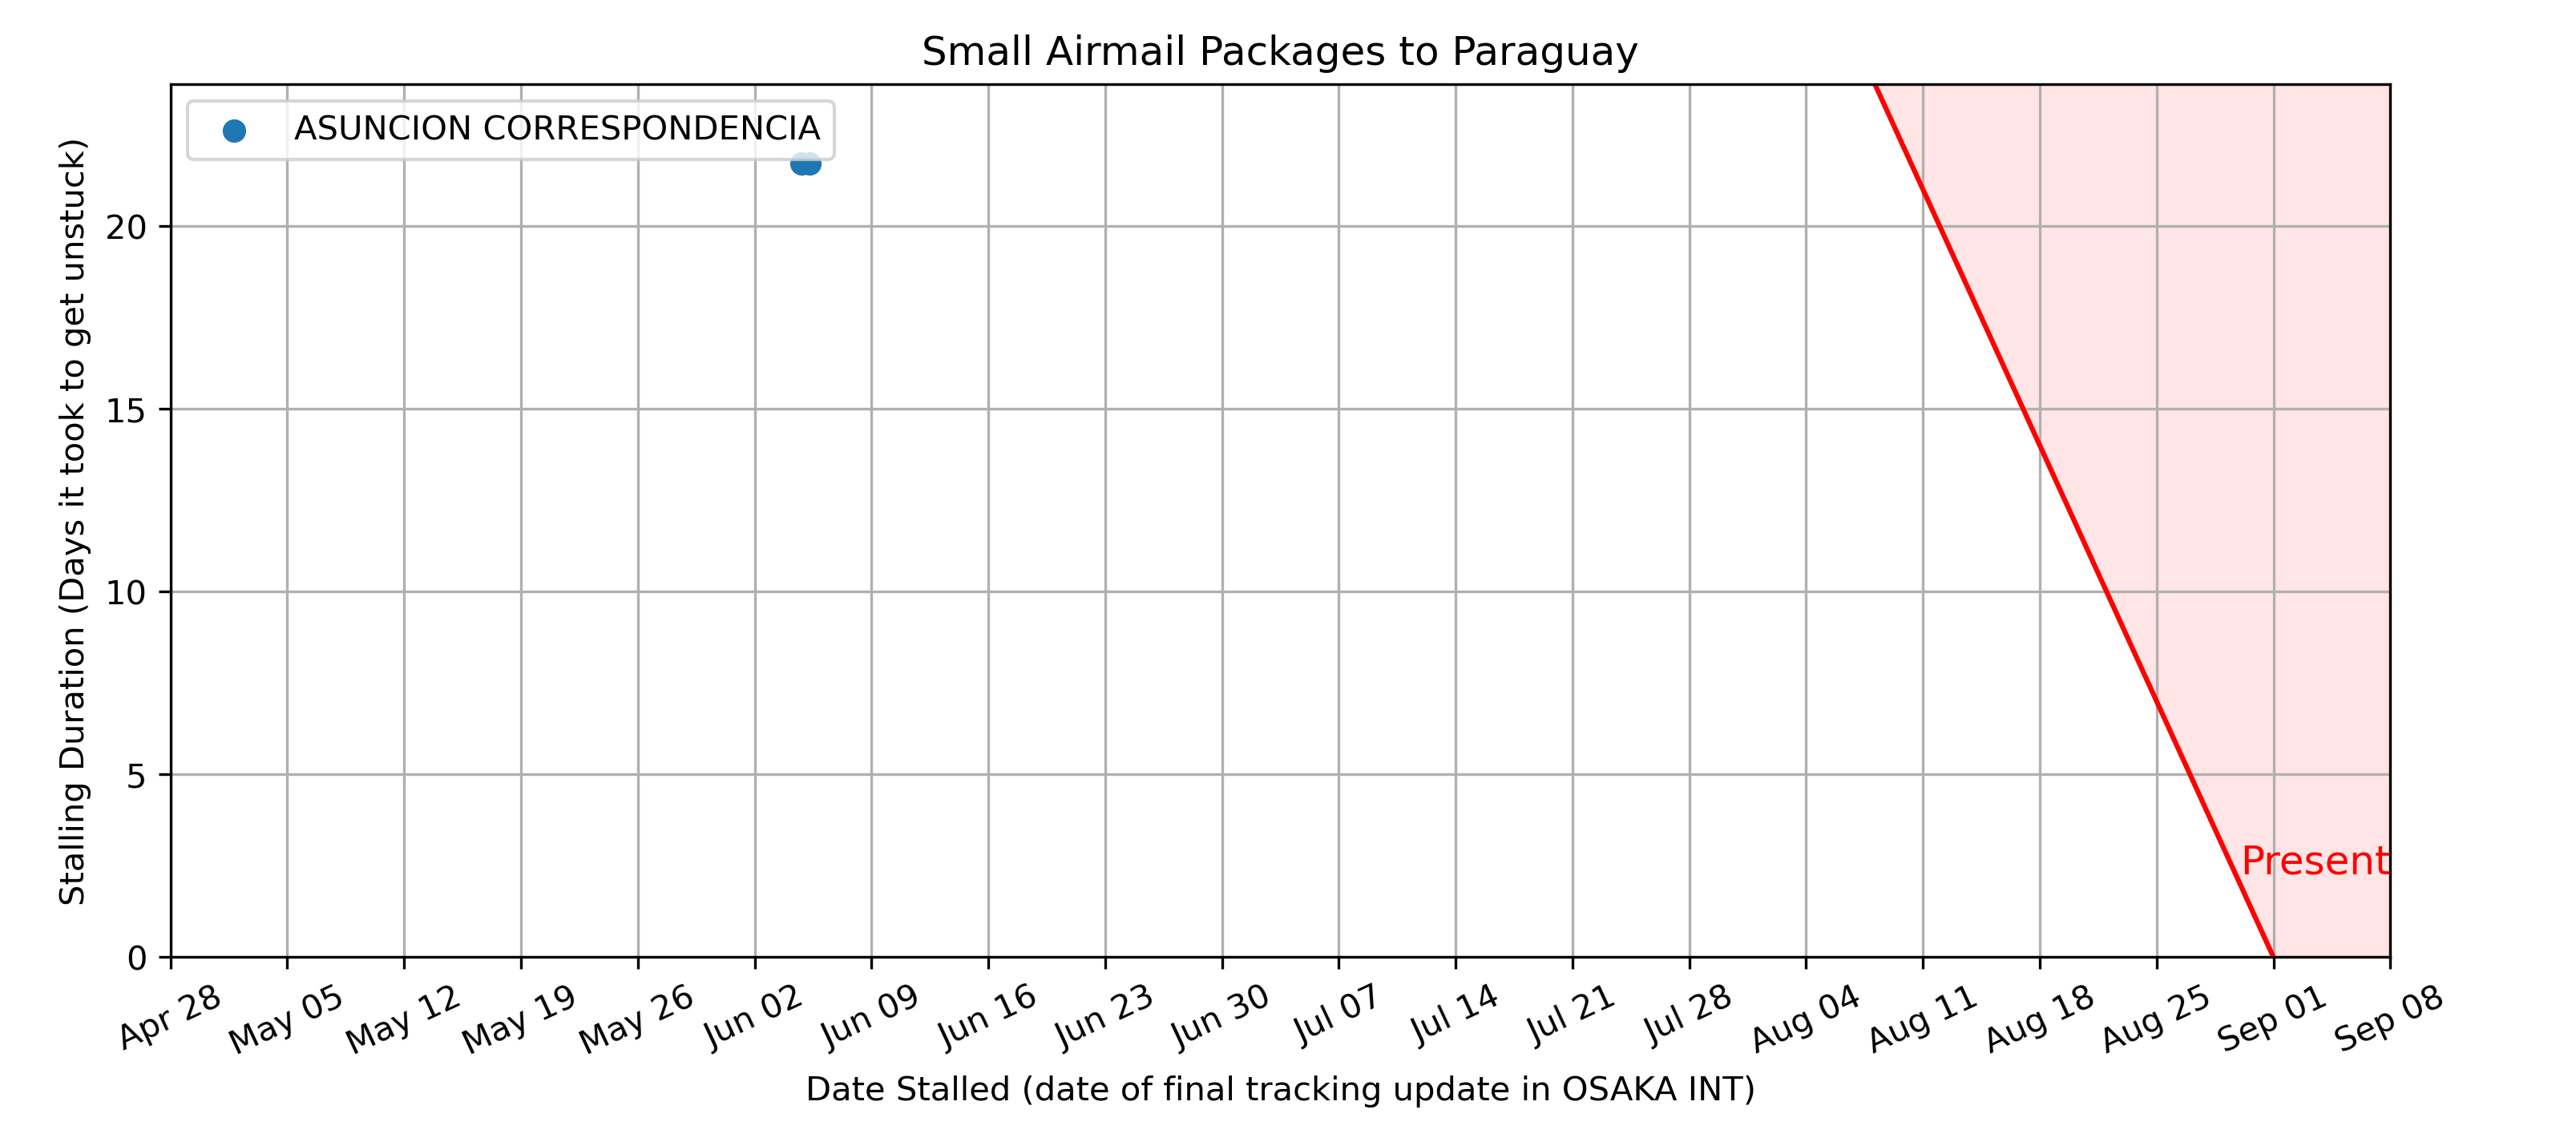 Small Airmail Packages to Paraguay
ASUNCION CORRESPONDENCIA
Stalling Duration (Days it took to get unstuck)
20
15
10
5
0
Present
Apr 28 May 05 May 12 May 19 May 26 Jun 02 Jun 09 Jun 16 Jun 23 Jun 30 Jul 07 Jul 14 Jul 21 Jul 28 Aug 04 Aug 11 Aug 18 Aug 25 Sep 01 Sep 08
Date Stalled (date of final tracking update in OSAKA INT)